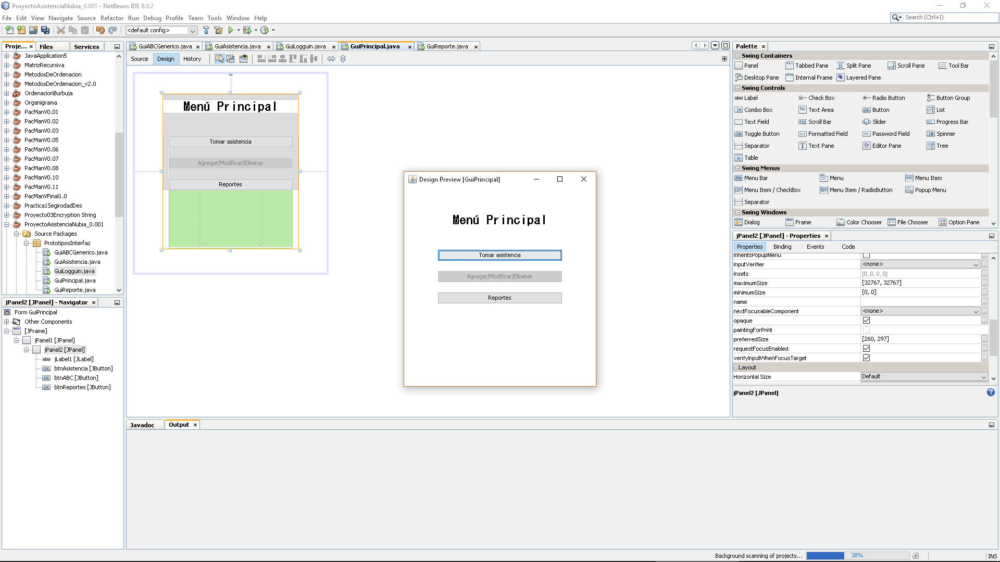 ProyectoAsistenciaNubia_0.001 - NetBeans IDE 8.0.2
File Edit View Navigate Source Refactor Run Debug Profile Team Tools Window Help
Search (Ctrl+I)
<default config>
Proje... Files Services
JavaApplication5
MatrizRecursiva
MetodosDeOrdenacion
MetodosDeOrdenacion_v2.0
OrdenacionBurbuja
Organigrama
PacManV0.01
PacManV0.02
PacManV0.03
PacManV0.05
PacManV0.06
PacManV0.07
PacManV0.08
PacManV0.10
PacManV0.11
PacManVFinal1.0
Practica1SegirodadDes
Proyecto03Encryption String
ProyectoAsistenciaNubia_0.001
Source Packages
PrototiposInterfaz
GuiABCGenerico.java
GuiAsistencia.java
GuiLogguin.java
GuiPrincipal.java
GuiReporte.java
jPanel2 [JPanel] - Navigator
Form GuiPrincipal
Other Components
[JFrame]
jPanel1 [JPanel]
jPanel2 [JPanel]
label jLabel1 [JLabel]
OK btnAsistencia [JButton]
OK btnABC [JButton]
OK btnReportes [JButton]
GuiABCGenerico.java GuiAsistencia.java GuiLogguin.java GuiPrincipal.java GuiReporte.java
Source Design History
Menú Principal
Tomar asistencia
Agregar/Modificar/Eliminar
Reportes
Design Preview [GuiPrincipal]
Menú Principal
Tomar asistencia
Agregar/Modificar/Eliminar
Reportes
Javadoc Output
Palette
Swing Containers
Panel Tabbed Pane Split Pane Scroll Pane Tool Bar
Desktop Pane Internal Frame Layered Pane
Swing Controls
label Label Check Box Radio Button Button Group
Combo Box Text Area OK Button List
Text Field Scroll Bar Slider Progress Bar
ON Toggle Button Formatted Field Password Field Spinner
Separator Text Pane Editor Pane Tree
Table
Swing Menus
File Menu Bar Menu Menu Item
Menu Item / CheckBox Menu Item / RadioButton Popup Menu
Separator
Swing Windows
Dialog Frame Color Chooser File Chooser Option Pane
jPanel2 [JPanel] - Properties
Properties Binding Events Code
inheritsPopupMenu ...
inputVerifier <none> ...
insets [0, 0, 0, 0] ...
maximumSize [32767, 32767] ...
minimumSize [0, 0] ...
name ...
nextFocusableComponent <none> ...
opaque ...
paintingForPrint
preferredSize [260, 297] ...
requestFocusEnabled ...
verifyInputWhenFocusTarget ...
Layout
Horizontal Size Default
jPanel2 [JPanel]
Background scanning of projects... 38% INS